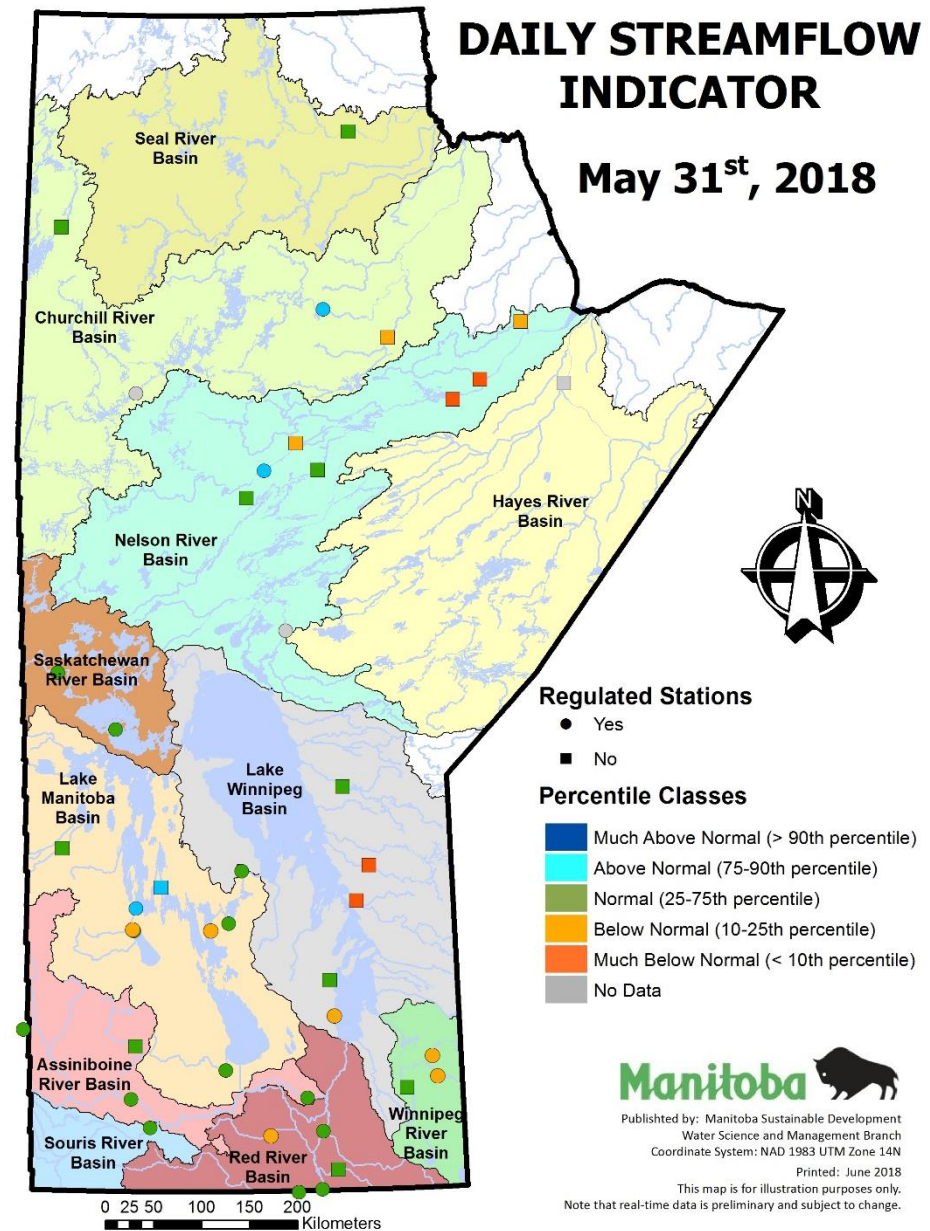 DAILY STREAMFLOW
INDICATOR
May 31st, 2018
Seal River
Basin
Churchill River
Basin
Hayes River
Basin
Nelson River
Basin
N
Saskatchewan
River Basin
Lake
Winnipeg
Basin
Lake
Manitoba
Basin
Assiniboine
River Basin
Souris River
Basin
Red River
Basin
Winnipeg
River
Basin
Regulated Stations
Yes
No
Percentile Classes
Much Above Normal (> 90th percentile)
Above Normal (75-90th percentile)
Normal (25-75th percentile)
Below Normal (10-25th percentile)
Much Below Normal (< 10th percentile)
No Data
Manitoba
Publishted by: Manitoba Sustainable Development
Water Science and Management Branch
Coordinate System: NAD 1983 UTM Zone 14N
Printed: June 2018
This map is for illustration purposes only.
Note that real-time data is preliminary and subject to change.
0 25 50 100 150 200
Kilometers